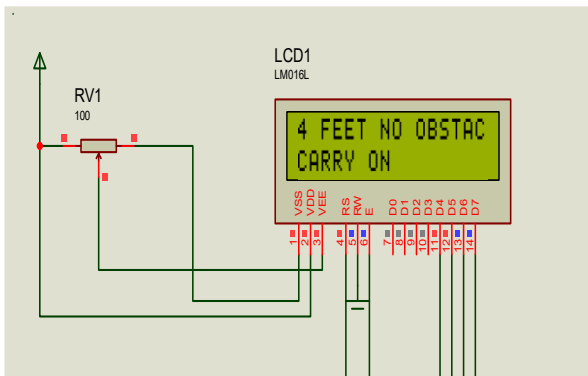 LCD1
LM016L
RV1
100
4 FEET NO OBSTAC
CARRY ON
VSS VDD VEE RS RW E D0 D1 D2 D3 D4 D5 D6 D7
1 2 3 4 5 6 7 8 9 10 11 12 13 14